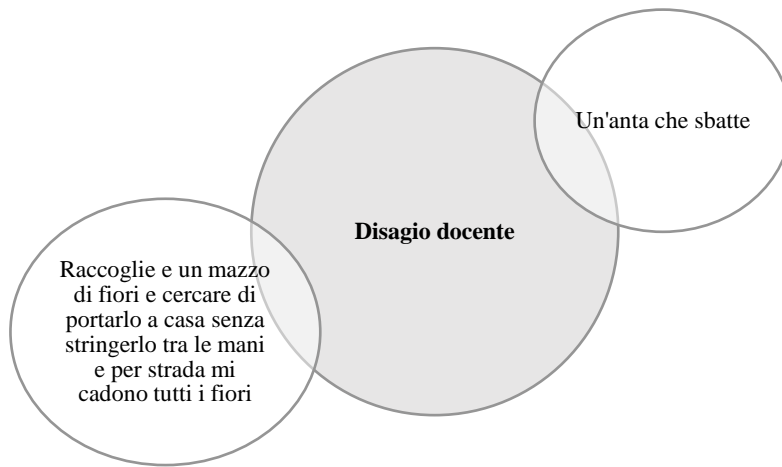 Un'anta che sbatte
Disagio docente
Raccoglie e un mazzo
di fiori e cercare di
portarlo a casa senza
stringerlo tra le mani
e per strada mi
cadono tutti i fiori